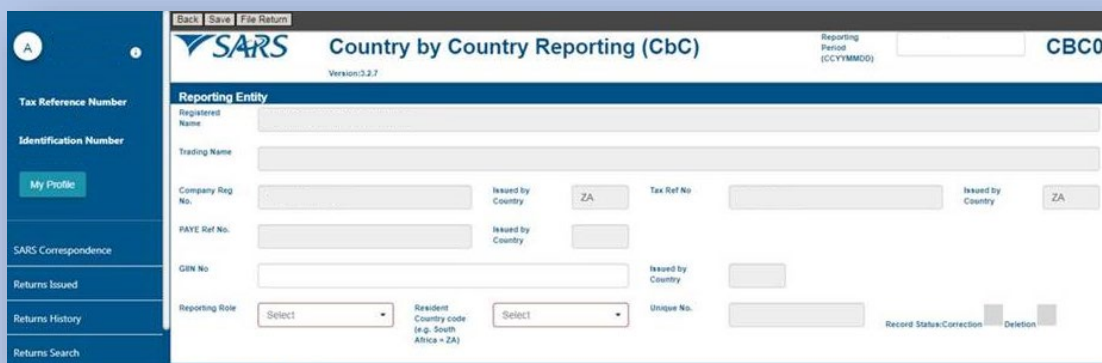 Back Save File Return
A
SARS
Country by Country Reporting (CbC)
Reporting
Period
(CCYYMMDD)
CBC0
Version:3.2.7
Tax Reference Number
Identification Number
My Profile
SARS Correspondence
Returns Issued
Returns History
Returns Search
Reporting Entity
Registered
Name
Trading Name
Company Reg
No.
Issued by
Country
ZA
Tax Ref No
Issued by
Country
ZA
PAYE Ref No.
Issued by
Country
GIIN No
Issued by
Country
Reporting Role
Select
Resident
Country code
(e.g. South
Africa = ZA)
Select
Unique No.
Record Status:Correction
Deletion